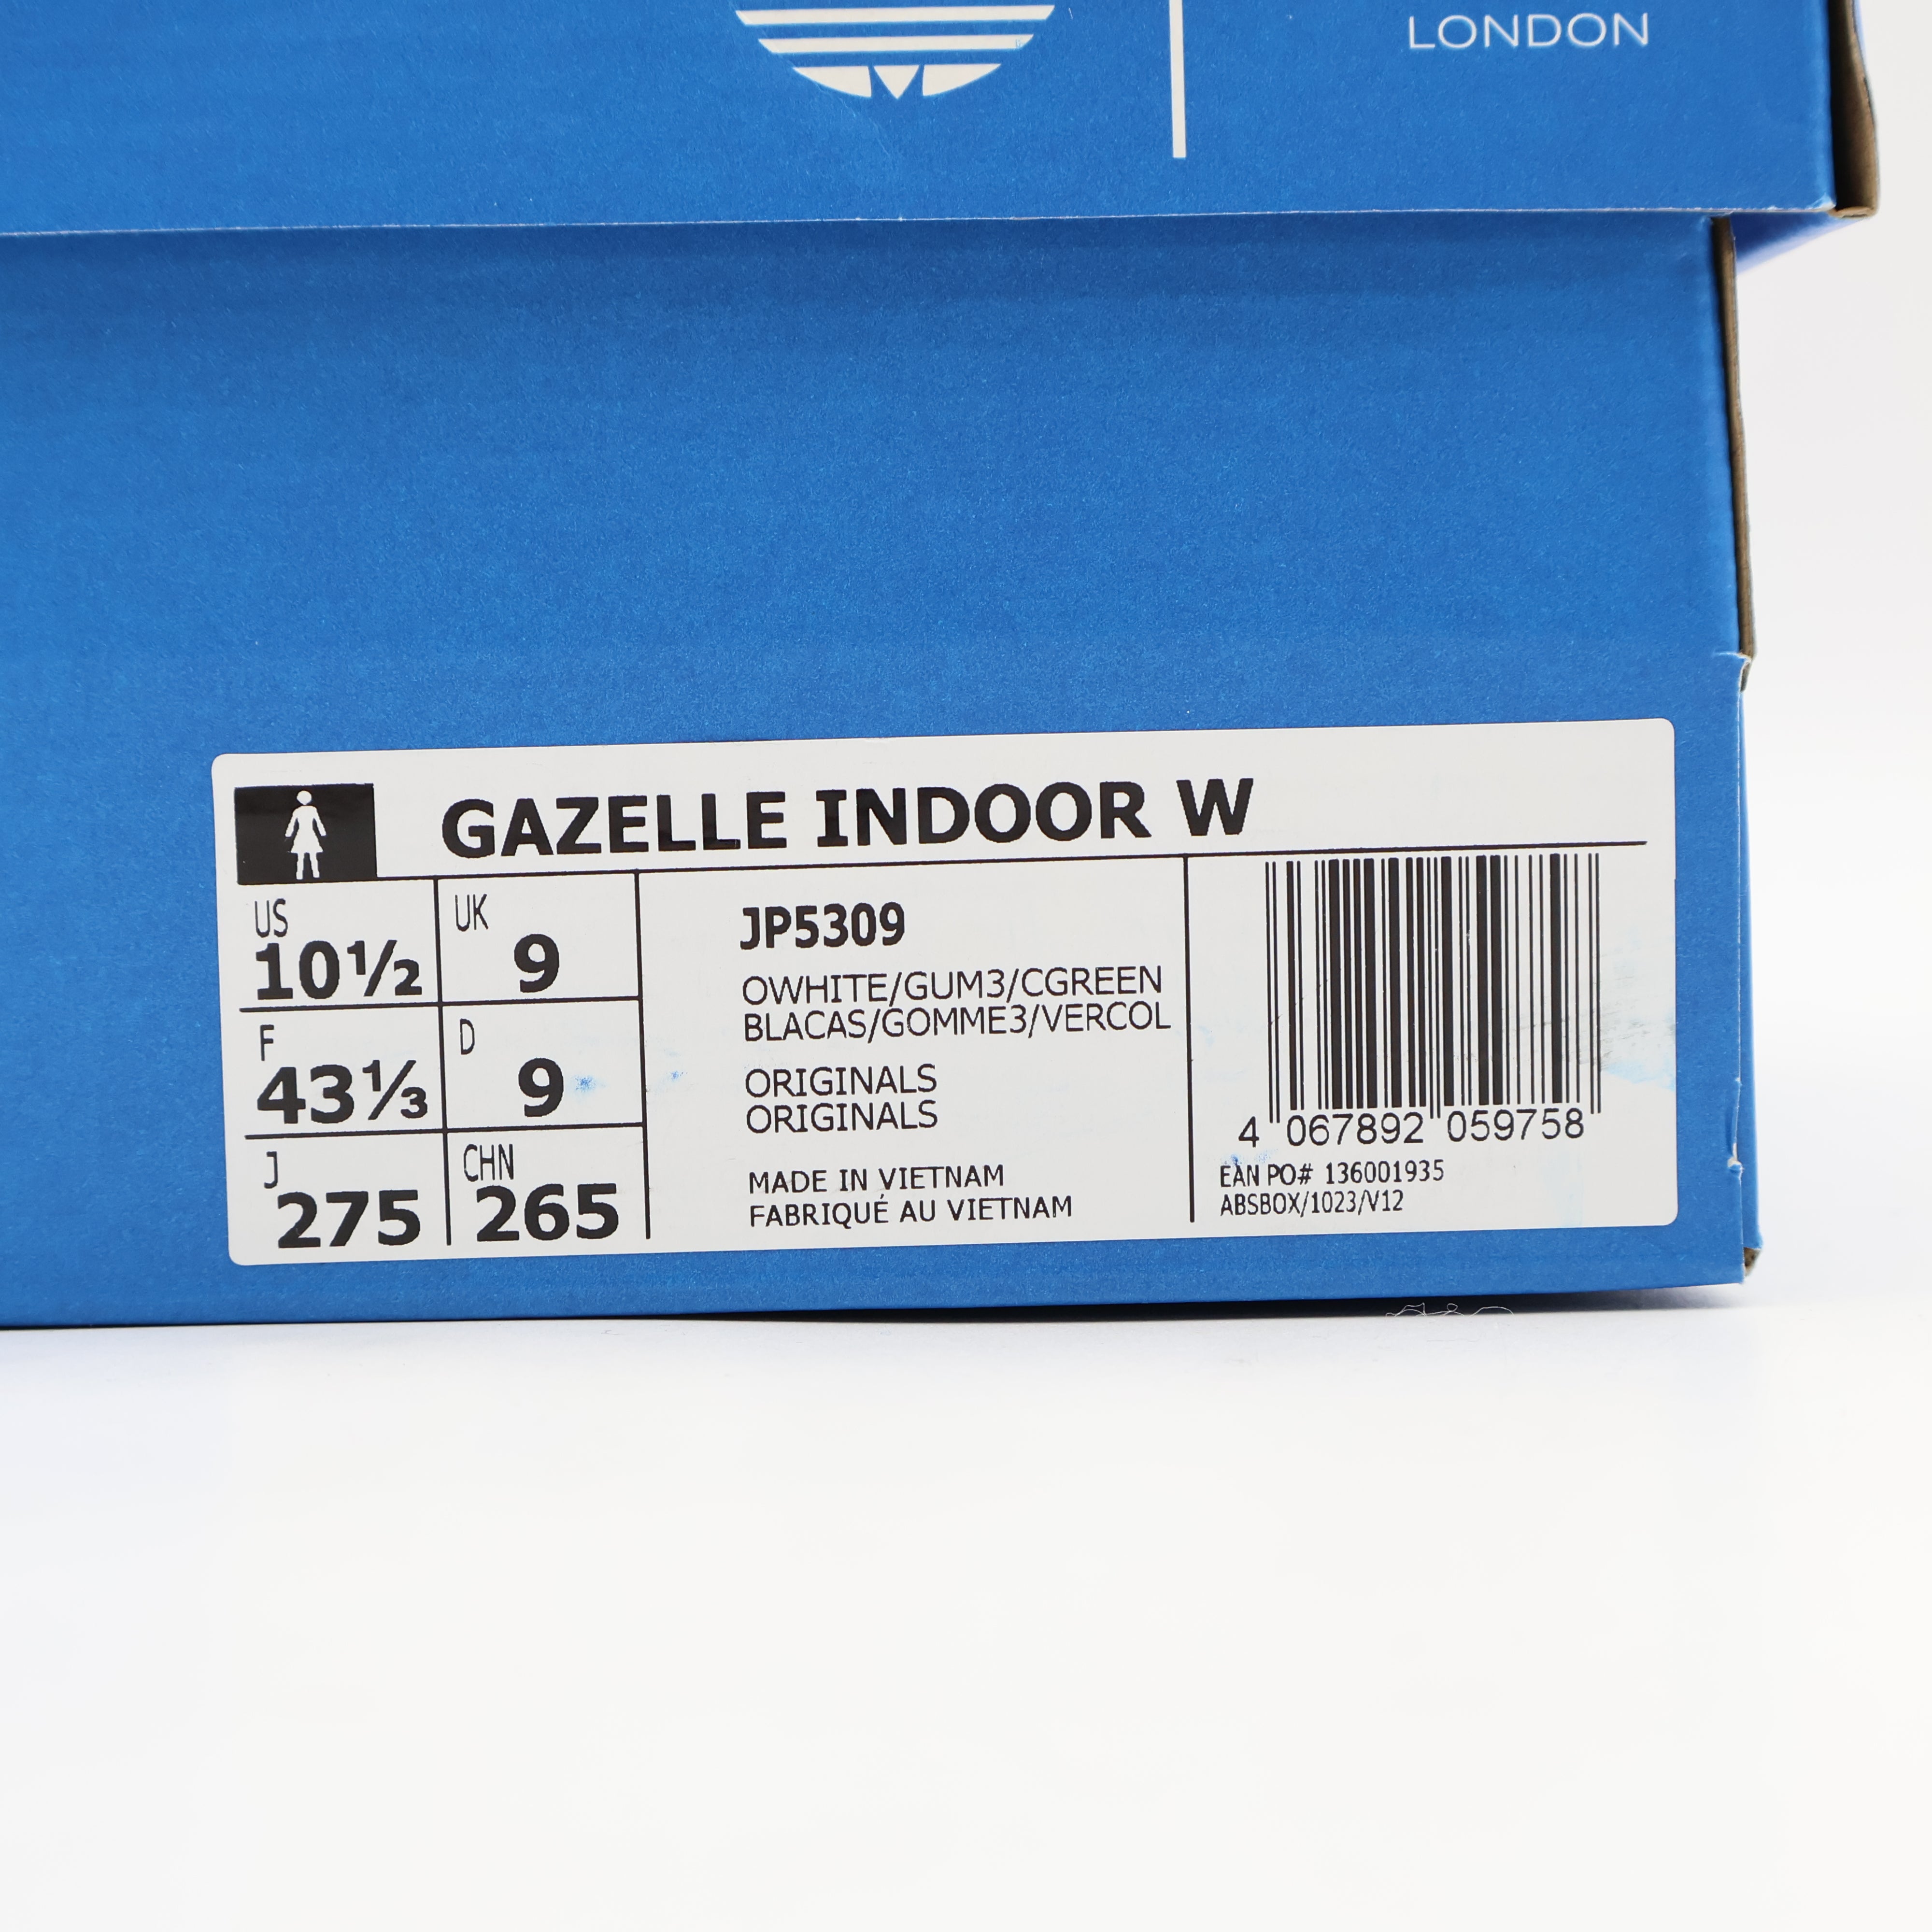 LONDON
GAZELLE INDOOR W
US
10½
UK
9
F
43⅓
D
9
J
275
CHN
265
JP5309
OWHITE/GUM3/CGREEN
BLACAS/GOMME3/VERCOL
ORIGINALS
ORIGINALS
MADE IN VIETNAM
FABRIQUÉ AU VIETNAM
4 067892 059758
EAN PO# 136001935
ABSBOX/1023/V12